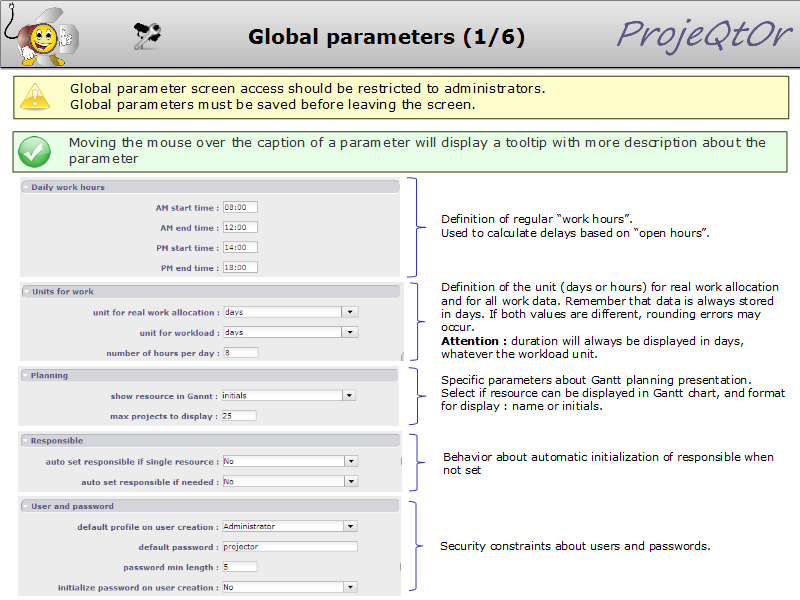 Global parameters (1/6)
ProjeQtOr
Global parameter screen access should be restricted to administrators.
Global parameters must be saved before leaving the screen.
Moving the mouse over the caption of a parameter will display a tooltip with more description about the
parameter
Daily work hours
AM start time : 08:00
AM end time : 12:00
PM start time : 14:00
PM end time : 18:00
Definition of regular “work hours”.
Used to calculate delays based on “open hours”.
Units for work
unit for real work allocation : days
unit for workload : days
number of hours per day : 8
Definition of the unit (days or hours) for real work allocation
and for all work data. Remember that data is always stored
in days. If both values are different, rounding errors may
occur.
Attention : duration will always be displayed in days,
whatever the workload unit.
Planning
show resource in Gannt : initials
max projects to display : 25
Specific parameters about Gantt planning presentation.
Select if resource can be displayed in Gantt chart, and format
for display : name or initials.
Responsible
auto set responsible if single resource : No
auto set responsible if needed : No
Behavior about automatic initialization of responsible when
not set
User and password
default profile on user creation : Administrator
default password : projector
password min length : 5
initialize password on user creation : No
Security constraints about users and passwords.